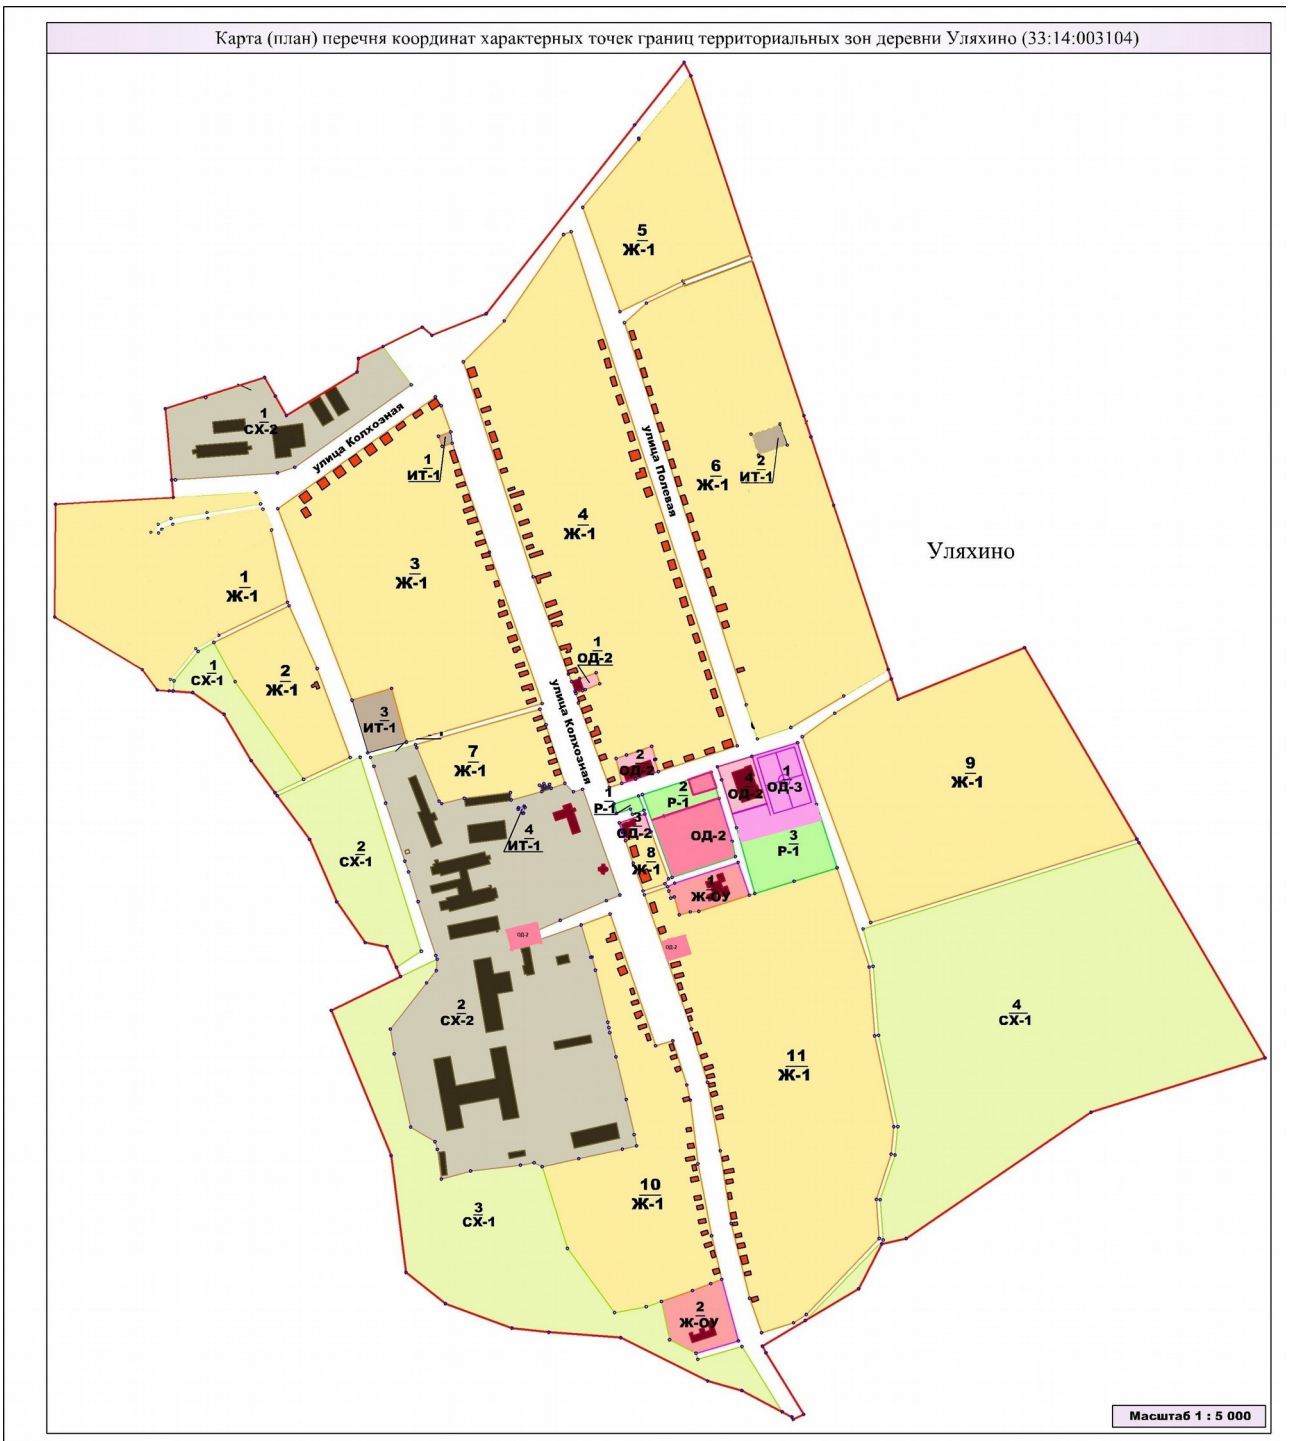 Карта (план) перечня координат характерных точек границ территориальных зон деревни Уляхино (33:14:003104)
5
Ж-1
1
СХ-2
улица Колхозная
1
ИТ-1
улица Полевая
6
Ж-1
2
ИТ-1
4
Ж-1
Уляхино
3
Ж-1
1
Ж-1
1
СХ-1
2
Ж-1
1
ОД-2
3
ИТ-1
улица Колхозная
7
Ж-1
2
ОД-2
1
Р-1
2
Р-1
4
ОД-2
1
ОД-3
9
Ж-1
3
ОД-2
ОД-2
4
ИТ-1
2
СХ-1
8
Ж-1
3
Р-1
1
Ж-ОУ
ОД-2
ОД-2
2
СХ-2
4
СХ-1
11
Ж-1
10
Ж-1
3
СХ-1
2
Ж-ОУ
Масштаб 1 : 5 000